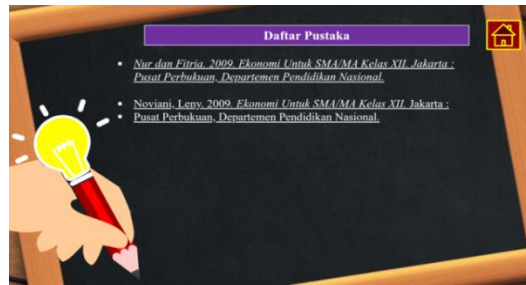 Daftar Pustaka
Nur dan Fitria. 2009. Ekonomi Untuk SMA/MA Kelas XII. Jakarta :
Pusat Perbukuan, Departemen Pendidikan Nasional.
Noviani, Leny. 2009. Ekonomi Untuk SMA/MA Kelas XII. Jakarta :
Pusat Perbukuan, Departemen Pendidikan Nasional.